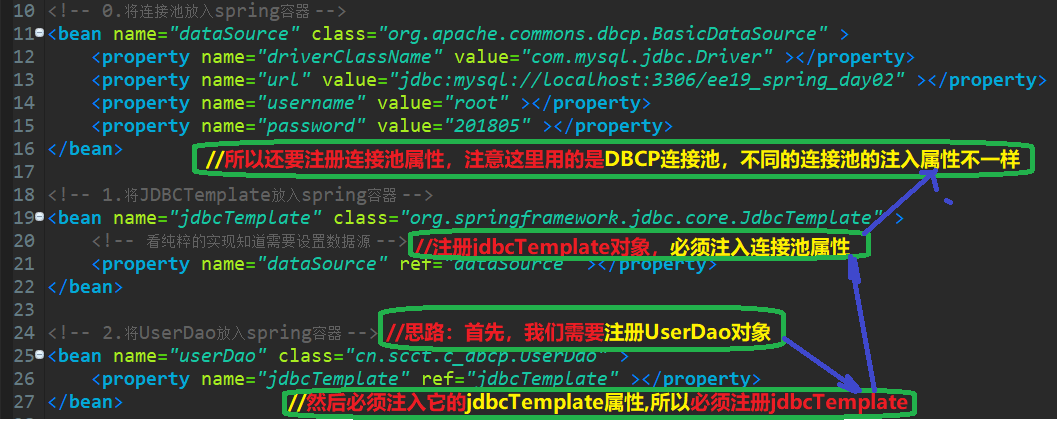 10 <!-- 0.将连接池放入spring容器 -->
11 <bean name="dataSource" class="org.apache.commons.dbcp.BasicDataSource" >
12 <property name="driverClassName" value="com.mysql.jdbc.Driver" ></property>
13 <property name="url" value="jdbc:mysql://localhost:3306/ee19_spring_day02" ></property>
14 <property name="username" value="root" ></property>
15 <property name="password" value="201805" ></property>
16 </bean>
//所以还要注册连接池属性，注意这里用的是DBCP连接池，不同的连接池的注入属性不一样
17
18 <!-- 1.将JDBCTemplate放入spring容器 -->
19 <bean name="jdbcTemplate" class="org.springframework.jdbc.core.JdbcTemplate" >
20 <!-- 看纯粹的实现知道需要设置数据源 --> //注册jdbcTemplate对象，必须注入连接池属性
21 <property name="dataSource" ref="dataSource" ></property>
22 </bean>
23
24 <!-- 2.将UserDao放入spring容器 --> //思路：首先，我们需要注册UserDao对象
25 <bean name="userDao" class="cn.scct.c_dbcp.UserDao" >
26 <property name="jdbcTemplate" ref="jdbcTemplate" ></property>
27 </bean> //然后必须注入它的jdbcTemplate属性,所以必须注册jdbcTemplate